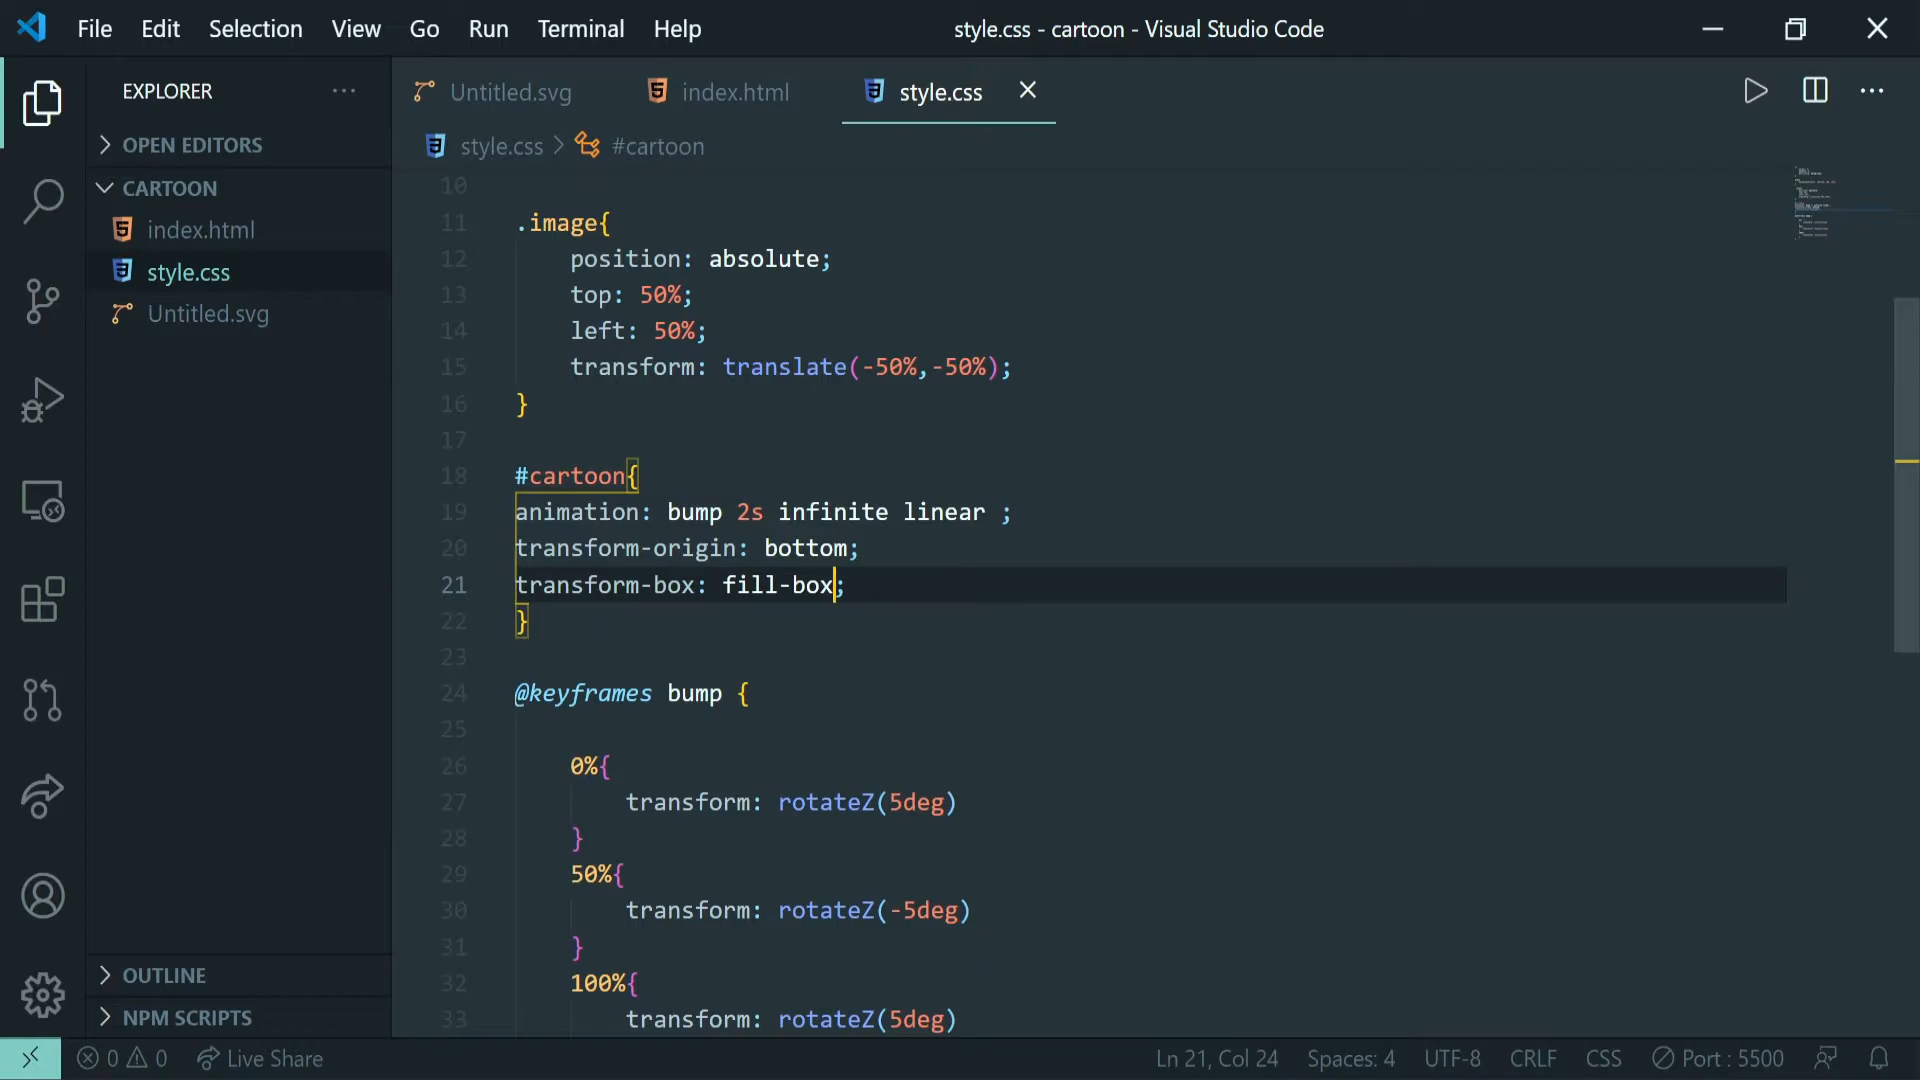 File Edit Selection View Go Run Terminal Help style.css - cartoon - Visual Studio Code
EXPLORER ···
Untitled.svg index.html style.css
OPEN EDITORS
style.css > #cartoon
CARTOON
index.html
style.css
Untitled.svg
10
11 .image{
12 position: absolute;
13 top: 50%;
14 left: 50%;
15 transform: translate(-50%,-50%);
16 }
17
18 #cartoon{
19 animation: bump 2s infinite linear ;
20 transform-origin: bottom;
21 transform-box: fill-box;
22 }
23
24 @keyframes bump {
25
26 0%{
27 transform: rotateZ(5deg)
28 }
29 50%{
30 transform: rotateZ(-5deg)
31 }
32 100%{
33 transform: rotateZ(5deg)
OUTLINE
NPM SCRIPTS
0 0 Live Share Ln 21, Col 24 Spaces: 4 UTF-8 CRLF CSS Port : 5500